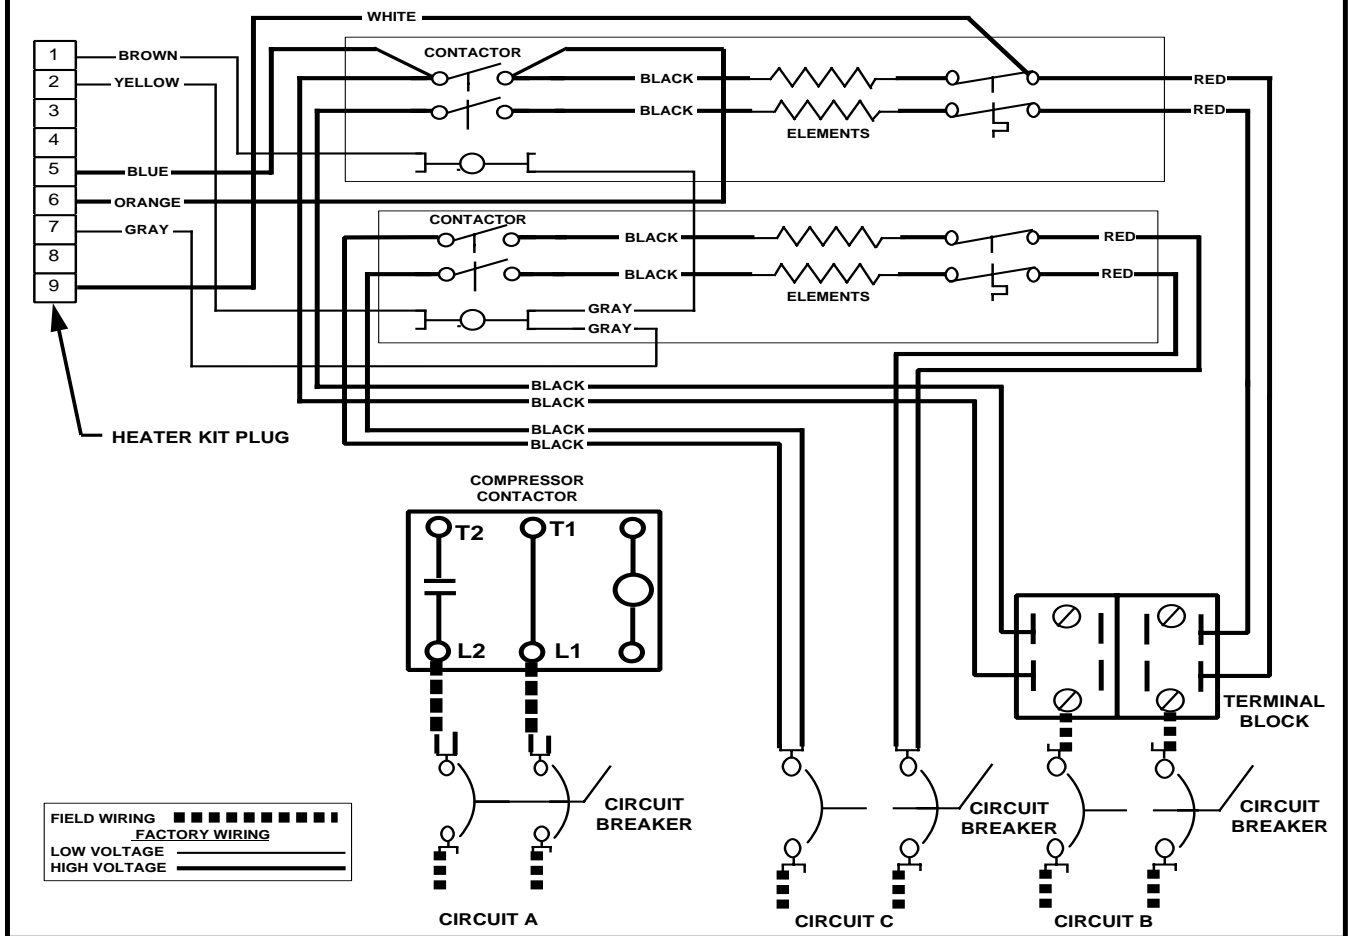 WHITE
1
BROWN
2
YELLOW
3
4
5
BLUE
6
ORANGE
7
GRAY
8
9
CONTACTOR
BLACK
RED
BLACK
RED
ELEMENTS
CONTACTOR
BLACK
RED
BLACK
RED
ELEMENTS
GRAY
GRAY
BLACK
BLACK
BLACK
BLACK
HEATER KIT PLUG
COMPRESSOR
CONTACTOR
T2
T1
L2
L1
TERMINAL
BLOCK
CIRCUIT
BREAKER
CIRCUIT
BREAKER
CIRCUIT
BREAKER
FIELD WIRING
FACTORY WIRING
LOW VOLTAGE
HIGH VOLTAGE
CIRCUIT A
CIRCUIT C
CIRCUIT B